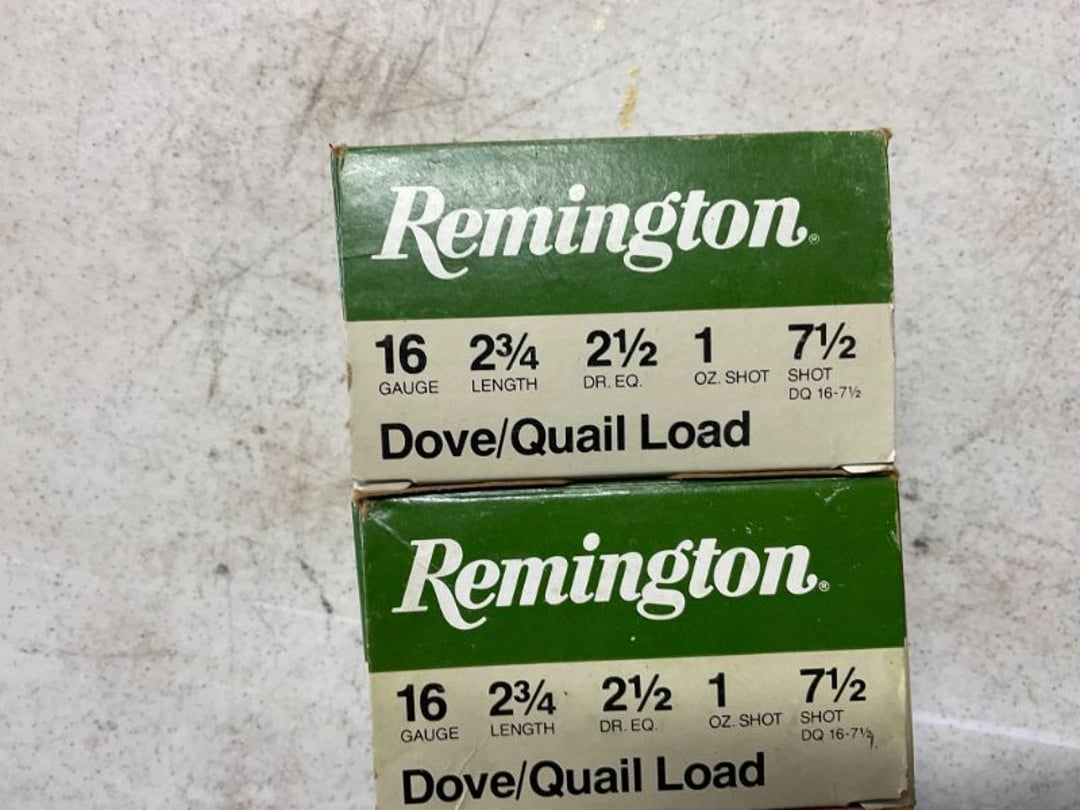 Remington®
16 2¾ 2½ 1 7½
GAUGE LENGTH DR. EQ. OZ. SHOT SHOT
DQ 16-7½
Dove/Quail Load
Remington®
16 2¾ 2½ 1 7½
GAUGE LENGTH DR. EQ. OZ. SHOT SHOT
DQ 16-7½
Dove/Quail Load